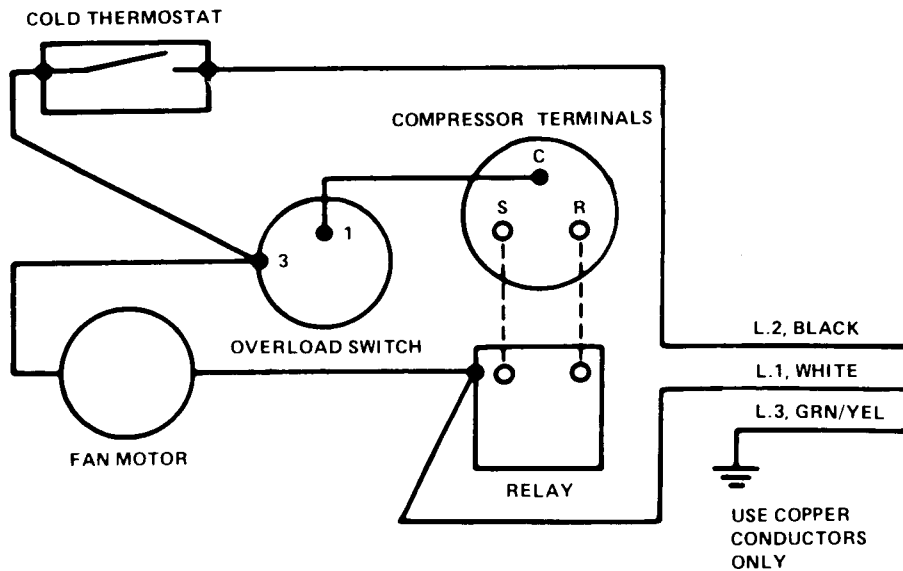 COLD THERMOSTAT
COMPRESSOR TERMINALS
C
S
R
1
3
OVERLOAD SWITCH
L.2, BLACK
L.1, WHITE
L.3, GRN/YEL
FAN MOTOR
RELAY
USE COPPER
CONDUCTORS
ONLY